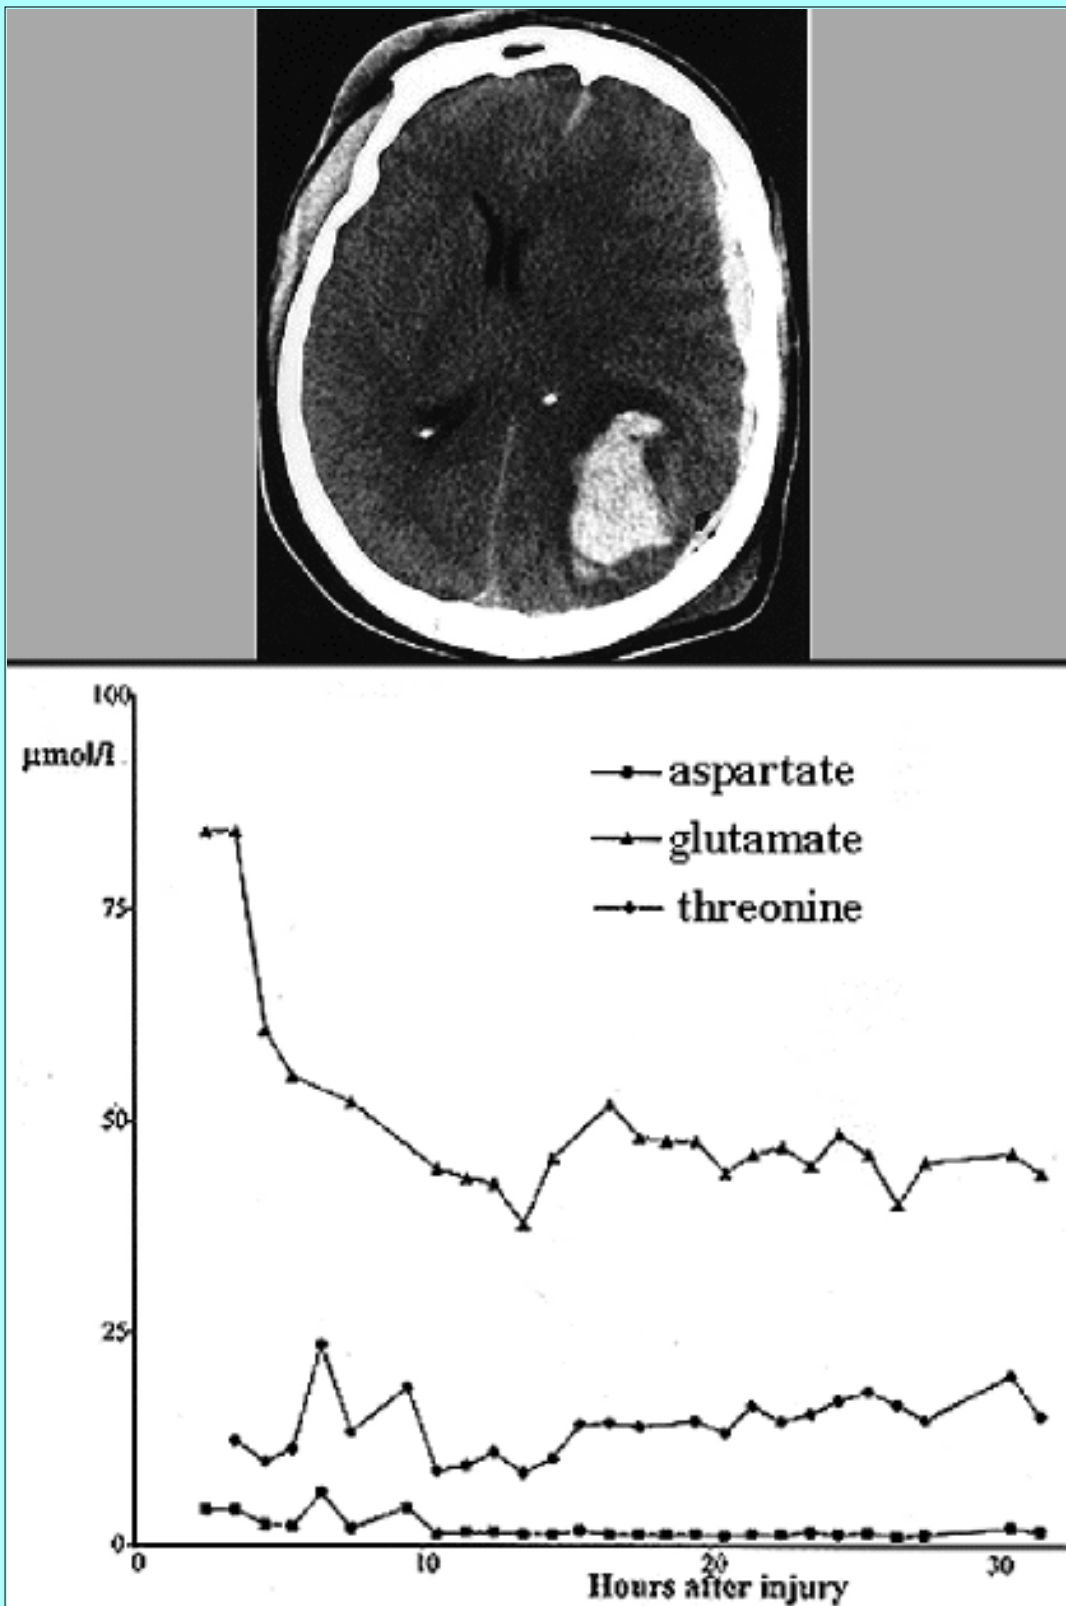 100
µmol/l
aspartate
glutamate
75
threonine
50
25
0
0 10 20 30
Hours after injury